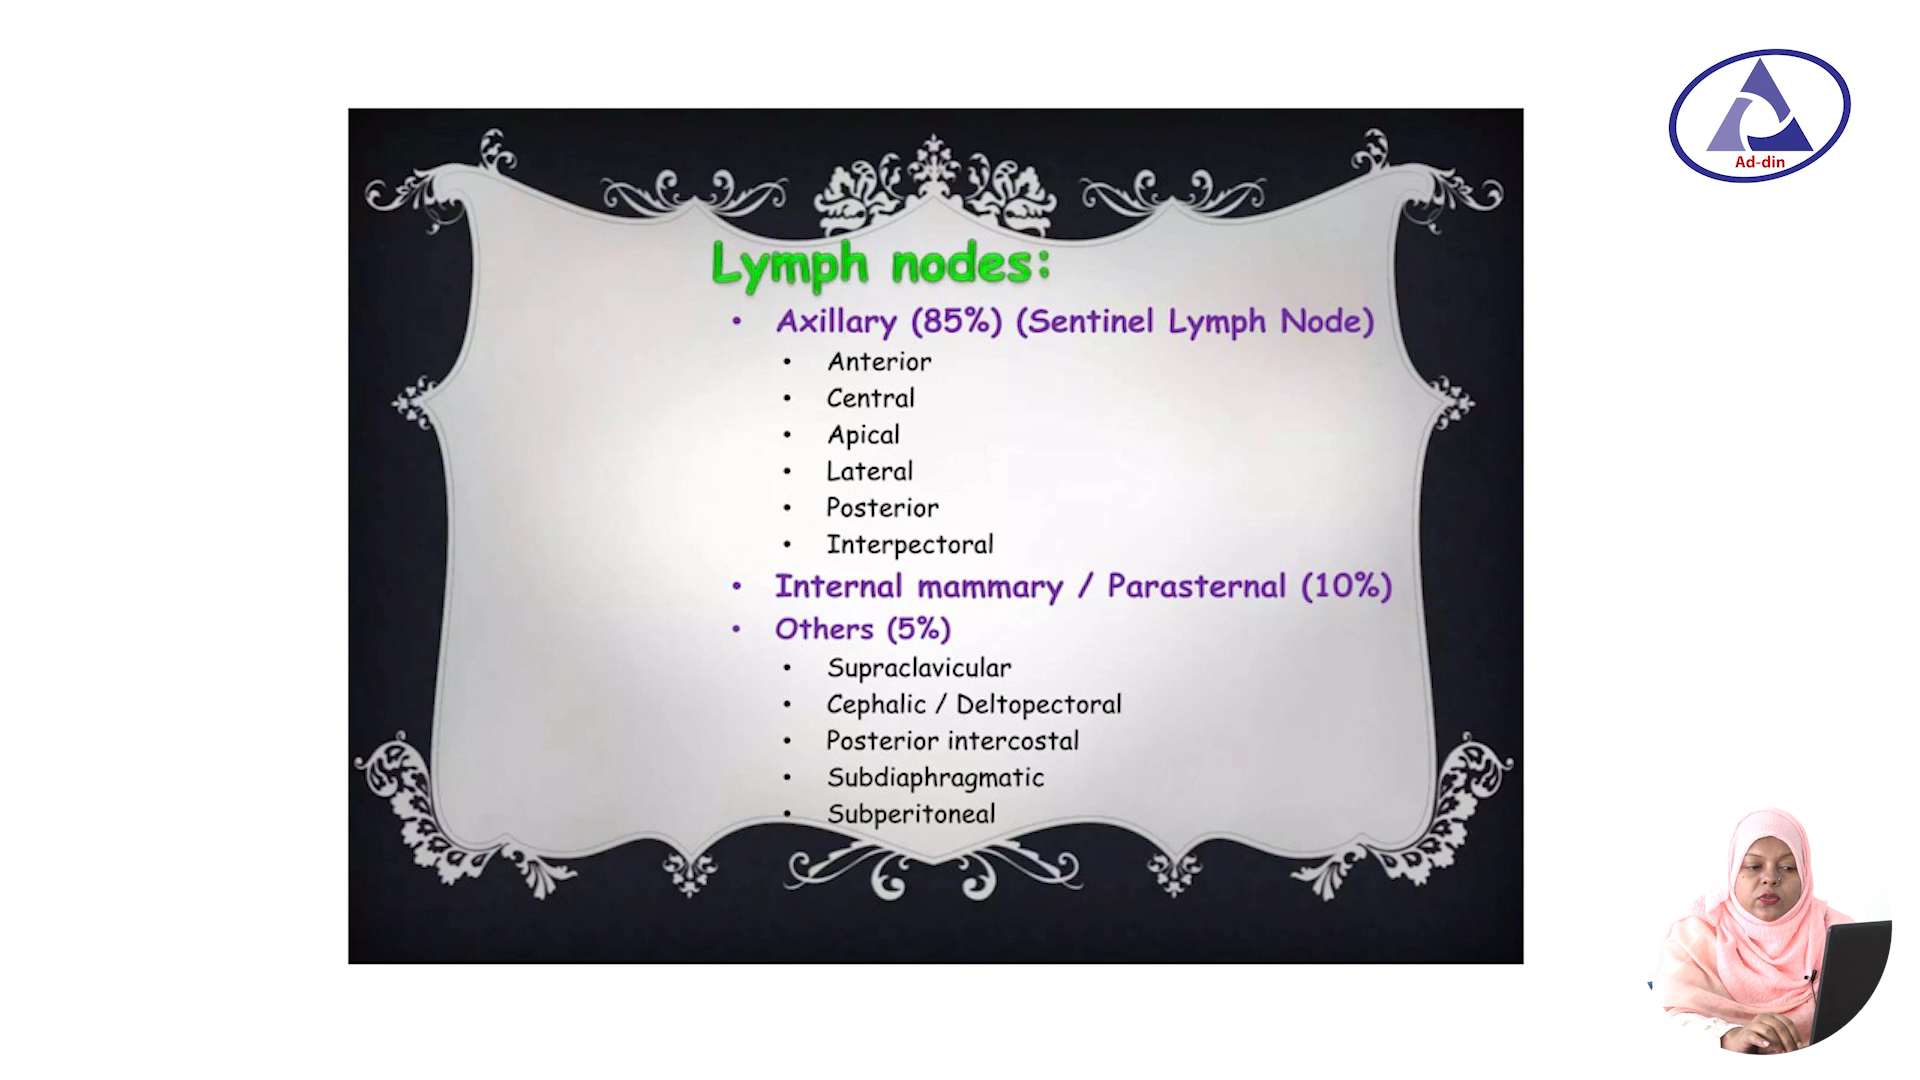 Ad-din
Lymph nodes:
• Axillary (85%) (Sentinel Lymph Node)
• Anterior
• Central
• Apical
• Lateral
• Posterior
• Interpectoral
• Internal mammary / Parasternal (10%)
• Others (5%)
• Supraclavicular
• Cephalic / Deltopectoral
• Posterior intercostal
• Subdiaphragmatic
• Subperitoneal